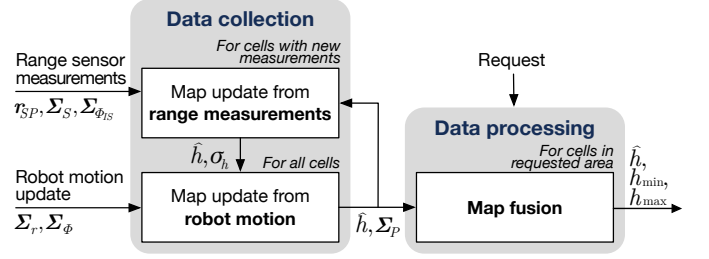 Data collection
For cells with new
measurements
Range sensor
measurements
r_SP, Σ_S, Σ_Φ_IS
Map update from
range measurements
ĥ, σ_h
For all cells
Robot motion
update
Σ_r, Σ_Φ
Map update from
robot motion
ĥ, Σ_P
Request
Data processing
For cells in
requested area
Map fusion
ĥ,
h_min,
h_max